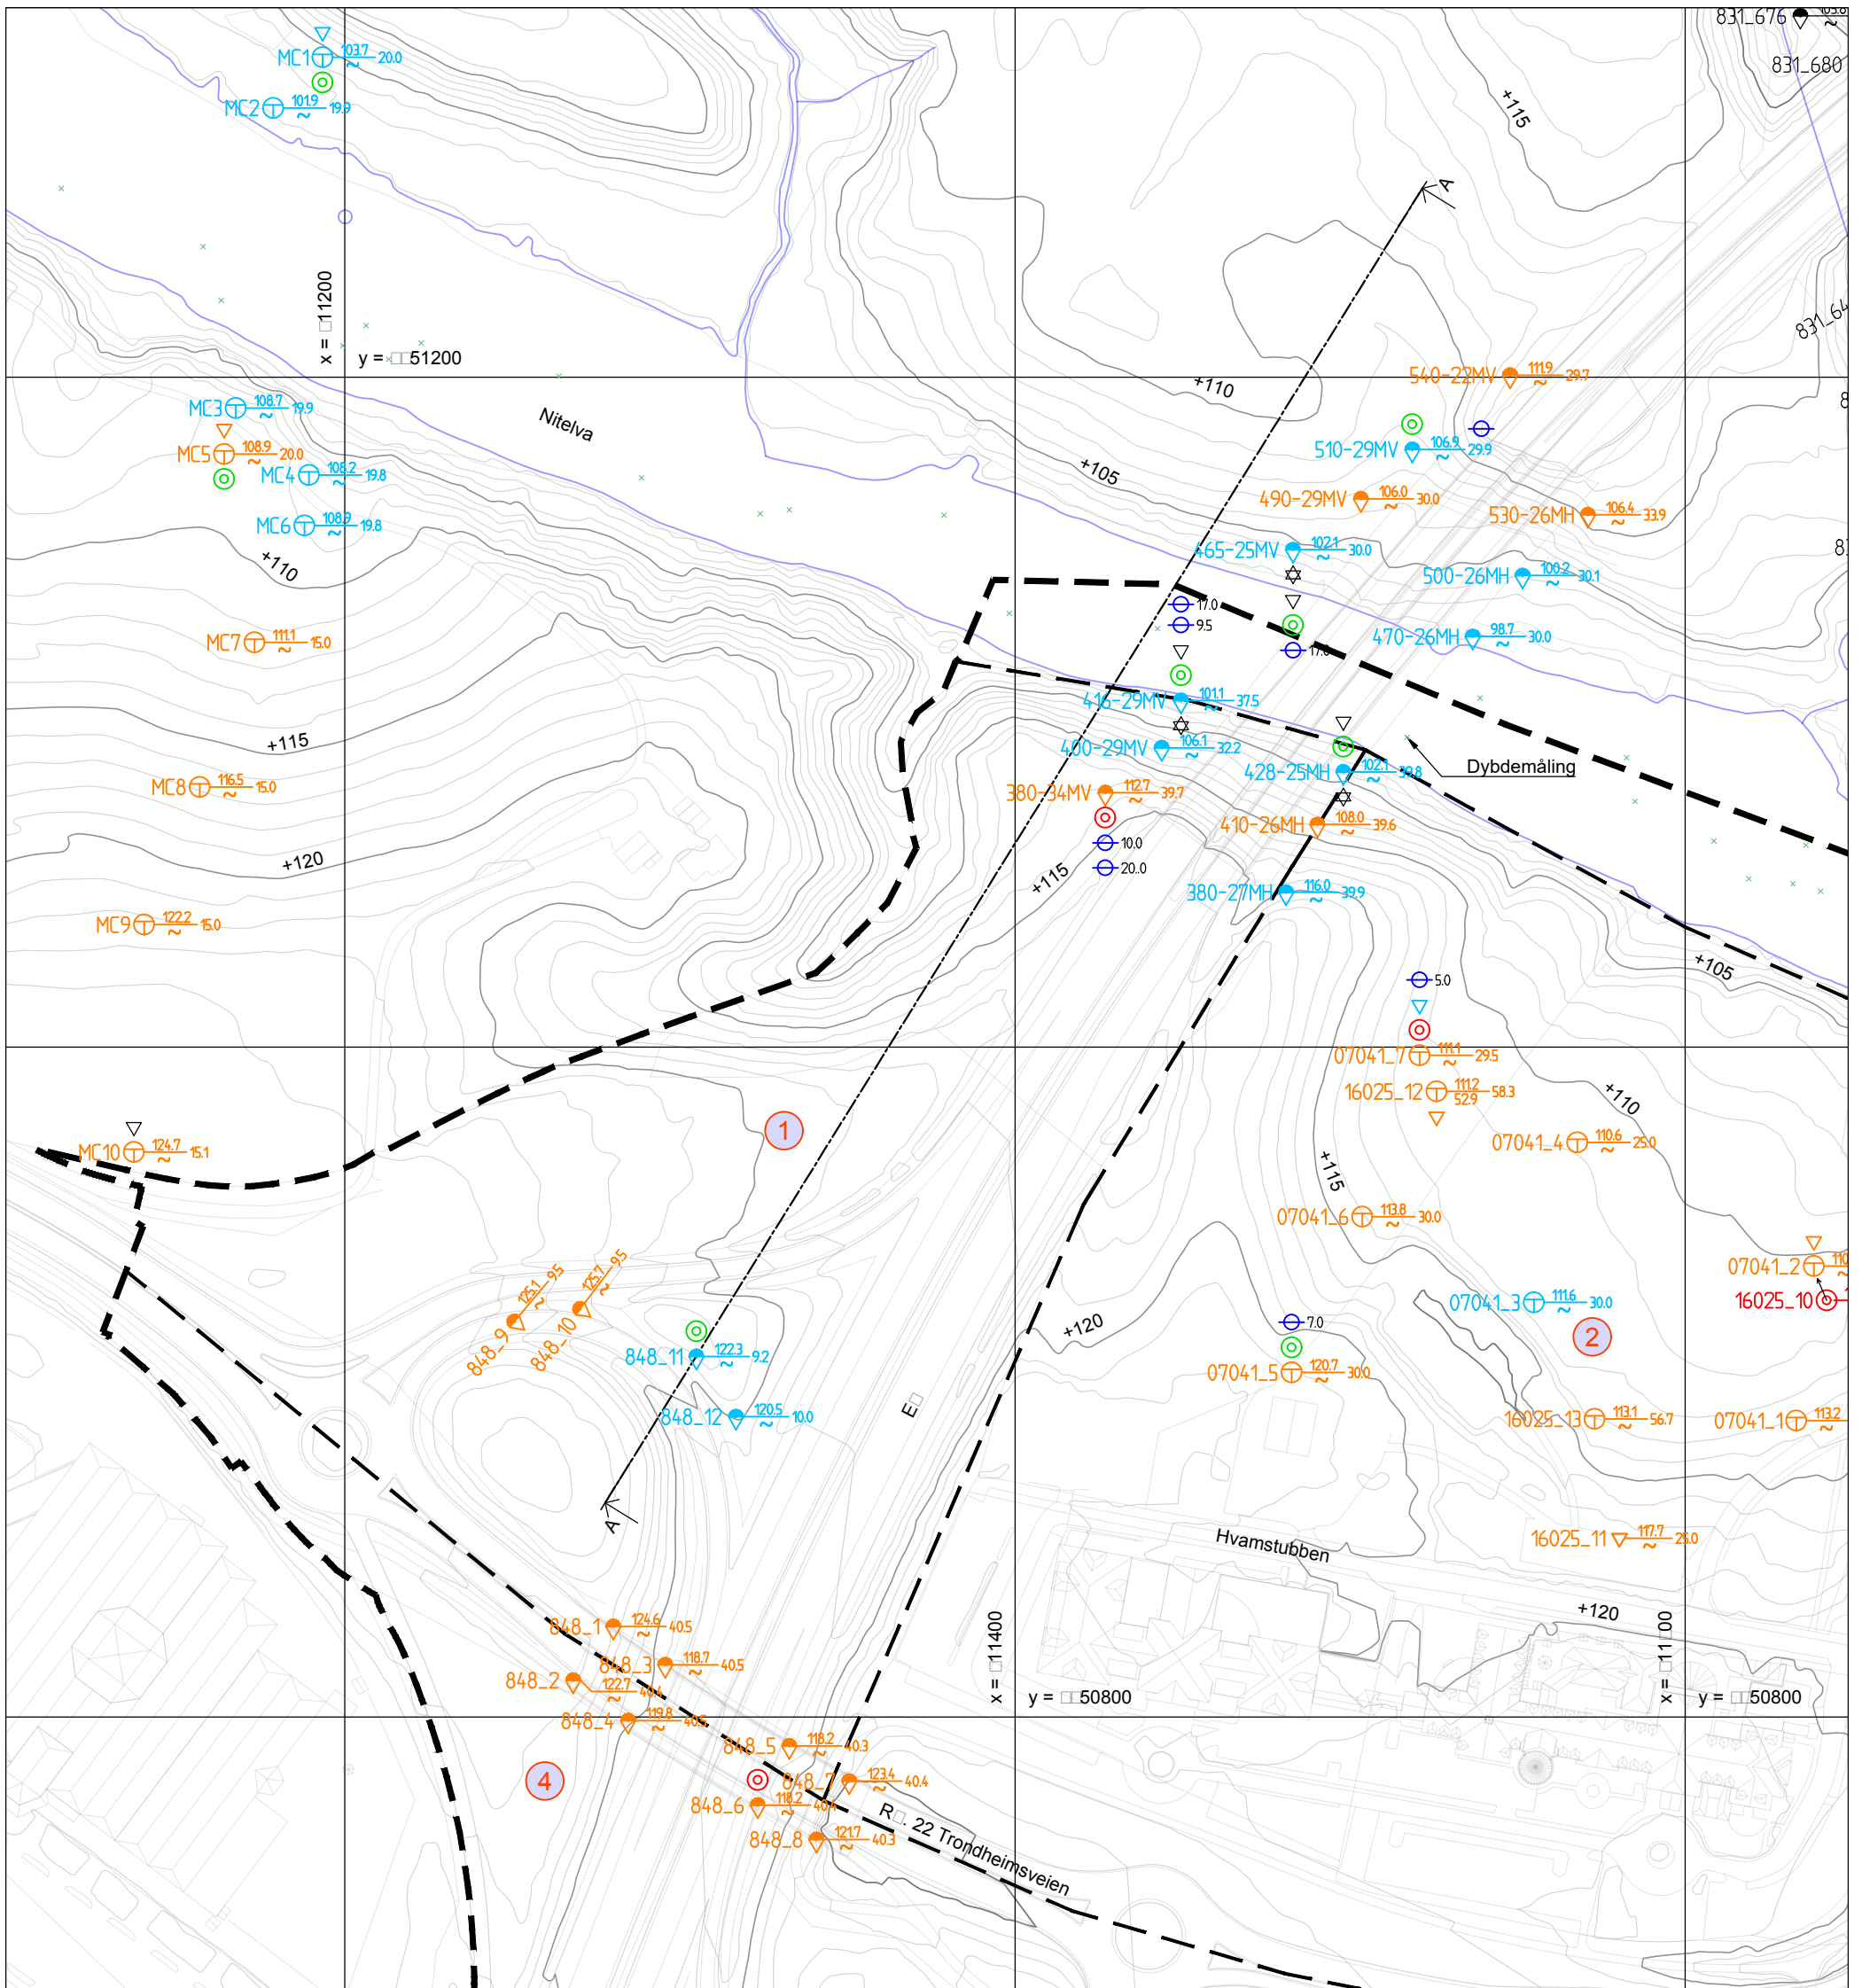 831_676 103.8 ~
831_680
MC1 103.7 ~ 20.0
MC2 101.9 ~ 19.9
+115
A
x = □11200
y = □□51200
831_64
Nitelva
+110
540-22MV 111.9 ~ 29.7
MC3 108.7 ~ 19.9
MC5 108.9 ~ 20.0
MC4 108.2 ~ 19.8
MC6 108.9 ~ 19.8
510-29MV 106.9 ~ 29.9
+105
490-29MV 106.0 ~ 30.0
530-26MH 106.4 ~ 33.9
465-25MV 102.1 ~ 30.0
+110
500-26MH 100.2 ~ 30.1
17.0
9.5
470-26MH 98.7 ~ 30.0
17.0
MC7 111.1 ~ 15.0
416-29MV 101.1 ~ 37.5
+115
400-29MV 106.1 ~ 32.2
428-25MH 102.1 ~ 39.8
Dybdemåling
MC8 116.5 ~ 15.0
380-34MV 112.7 ~ 39.7
410-26MH 108.0 ~ 39.6
10.0
20..0
+120
+115
380-27MH 116.0 ~ 39.9
MC9 122.2 ~ 15.0
+105
5.0
07041_7 111.1 ~ 29.5
16025_12 111.2 52.9 58.3
+110
1
07041_4 110.6 ~ 25.0
MC10 124.7 ~ 15.1
+115
07041_6 113.8 ~ 30.0
07041_2 110
16025_10
848_9 125.1 ~ 9.5
848_10 125.7 ~ 9.5
07041_3 111.6 ~ 30.0
+120
7.0
2
848_11 122.3 ~ 9.2
07041_5 120.7 ~ 30.0
848_12 120.5 ~ 10.0
E□
16025_13 113.1 ~ 56.7
07041_1 113.2 ~
A
Hvamstubben
16025_11 117.7 ~ 25.0
848_1 124.6 ~ 40.5
+120
848_3 118.7 ~ 40.5
848_2 122.7 ~ 40.4
x = □11400
y = □□50800
x = □11□00
y = □□50800
848_4 119.8 ~ 40.5
848_5 118.2 ~ 40.3
4
848_7 123.4 ~ 40.4
848_6 118.2 ~ 40.4
848_8 121.7 ~ 40.3
R□. 22 Trondheimsveien